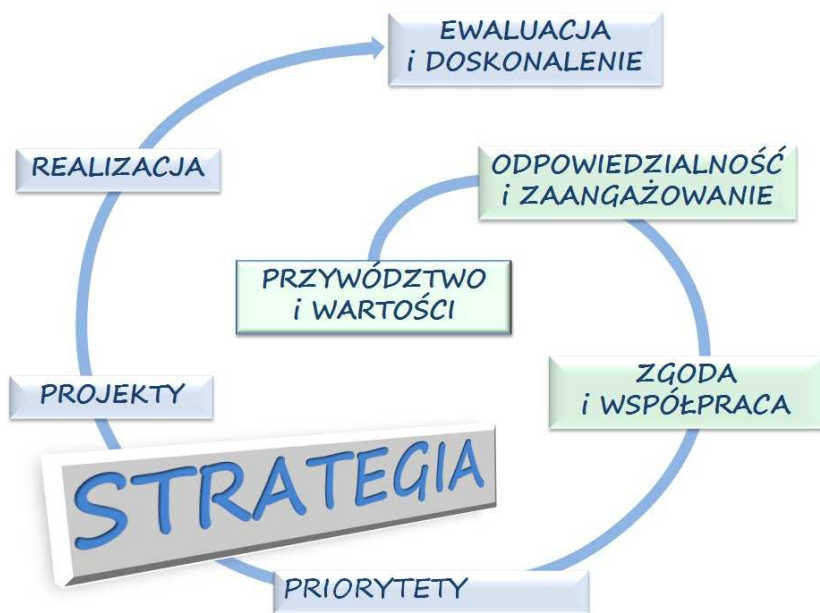 EWALUACJA
i DOSKONALENIE
REALIZACJA
ODPOWIEDZIALNOŚĆ
i ZAANGAŻOWANIE
PRZYWÓDZTWO
i WARTOŚCI
ZGODA
i WSPÓŁPRACA
PROJEKTY
STRATEGIA
PRIORYTETY